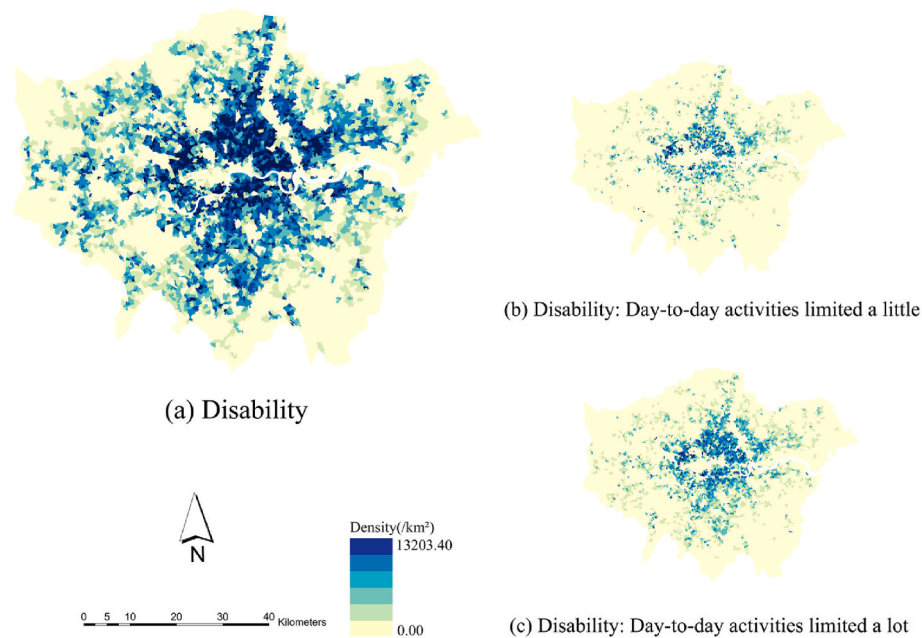 (b) Disability: Day-to-day activities limited a little
(a) Disability
N
Density(/km²)
13203.40
0.00
0 5 10 20 30 40 Kilometers
(c) Disability: Day-to-day activities limited a lot